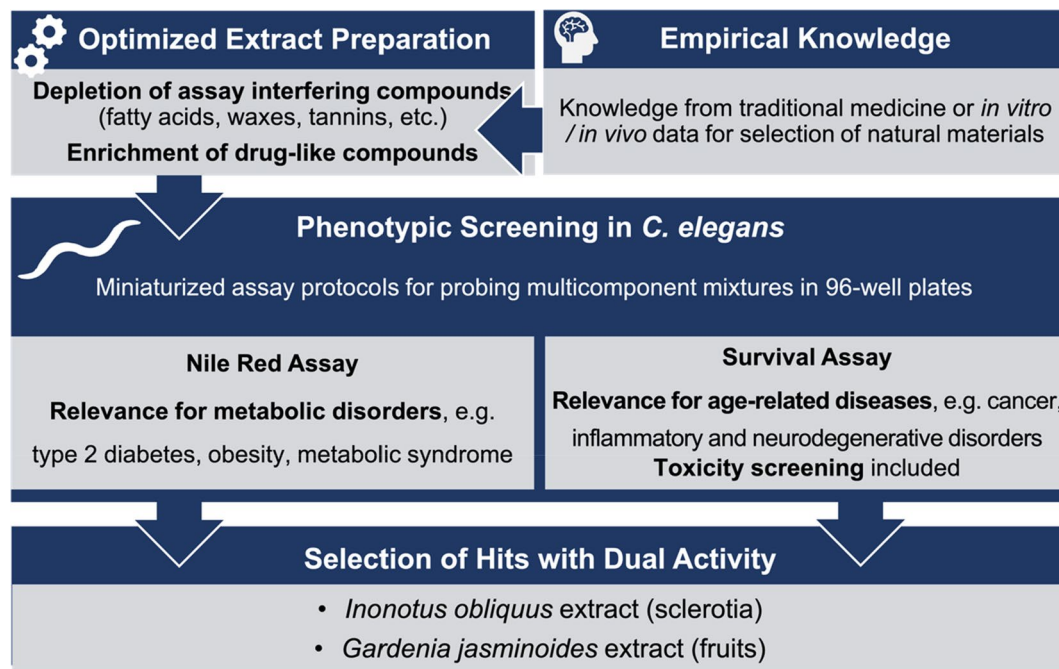 Optimized Extract Preparation
Depletion of assay interfering compounds
(fatty acids, waxes, tannins, etc.)
Enrichment of drug-like compounds
Empirical Knowledge
Knowledge from traditional medicine or in vitro
/ in vivo data for selection of natural materials
Phenotypic Screening in C. elegans
Miniaturized assay protocols for probing multicomponent mixtures in 96-well plates
Nile Red Assay
Relevance for metabolic disorders, e.g.
type 2 diabetes, obesity, metabolic syndrome
Survival Assay
Relevance for age-related diseases, e.g. cancer,
inflammatory and neurodegenerative disorders
Toxicity screening included
Selection of Hits with Dual Activity
• Inonotus obliquus extract (sclerotia)
• Gardenia jasminoides extract (fruits)